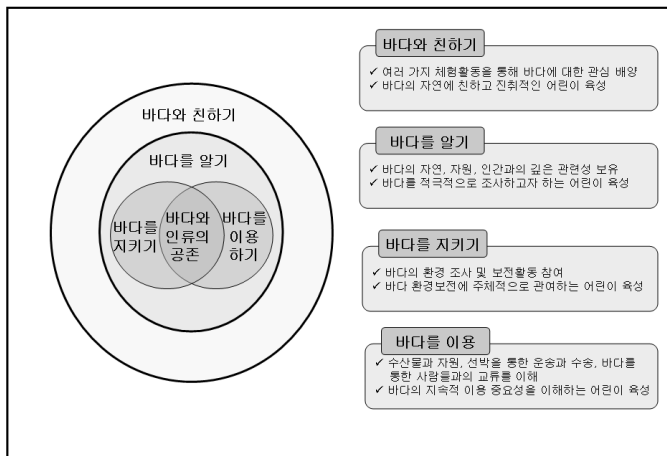 바다와 친하기
바다를 알기
바다를
지키기
바다와
인류의
공존
바다를
이용
하기
바다와 친하기
✓ 여러 가지 체험활동을 통해 바다에 대한 관심 배양
✓ 바다의 자연에 친하고 진취적인 어린이 육성
바다를 알기
✓ 바다의 자연, 자원, 인간과의 깊은 관련성 보유
✓ 바다를 적극적으로 조사하고자 하는 어린이 육성
바다를 지키기
✓ 바다의 환경 조사 및 보전활동 참여
✓ 바다 환경보전에 주체적으로 관여하는 어린이 육성
바다를 이용
✓ 수산물과 자원, 선박을 통한 운송과 수송, 바다를
통한 사람들과의 교류를 이해
✓ 바다의 지속적 이용 중요성을 이해하는 어린이 육성